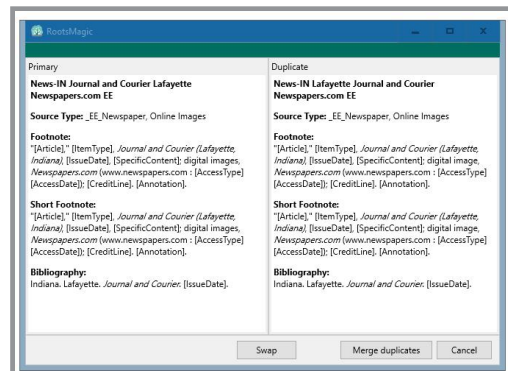 RootsMagic
Primary
Duplicate
News-IN Journal and Courier Lafayette
Newspapers.com EE
Source Type: _EE_Newspaper, Online Images
Footnote:
"[Article]," [ItemType], Journal and Courier (Lafayette,
Indiana), [IssueDate], [SpecificContent]; digital images,
Newspapers.com (www.newspapers.com : [AccessType]
[AccessDate]); [CreditLine]. [Annotation].
Short Footnote:
"[Article]," [ItemType], Journal and Courier (Lafayette,
Indiana), [IssueDate], [SpecificContent]; digital images,
Newspapers.com (www.newspapers.com : [AccessType]
[AccessDate]); [CreditLine]. [Annotation].
Bibliography:
Indiana. Lafayette. Journal and Courier. [IssueDate].
News-IN Lafayette Journal and Courier
Newspapers.com EE
Source Type: _EE_Newspaper, Online Images
Footnote:
"[Article]," [ItemType], Journal and Courier (Lafayette,
Indiana), [IssueDate], [SpecificContent]; digital images,
Newspapers.com (www.newspapers.com : [AccessType]
[AccessDate]); [CreditLine]. [Annotation].
Short Footnote:
"[Article]," [ItemType], Journal and Courier (Lafayette,
Indiana), [IssueDate], [SpecificContent]; digital images,
Newspapers.com (www.newspapers.com : [AccessType]
[AccessDate]); [CreditLine]. [Annotation].
Bibliography:
Indiana. Lafayette. Journal and Courier. [IssueDate].
Swap
Merge duplicates
Cancel